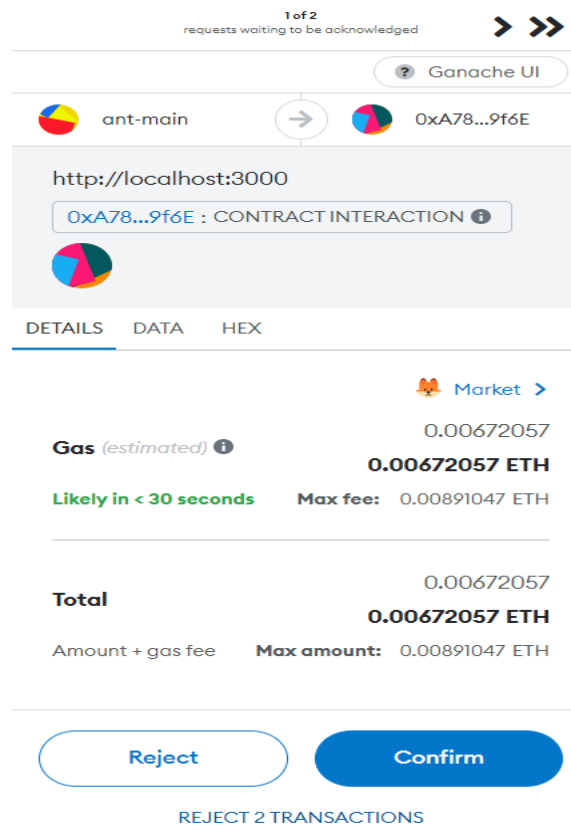 1 of 2
requests waiting to be acknowledged
? Ganache UI
ant-main
0xA78...9f6E
http://localhost:3000
0xA78...9f6E : CONTRACT INTERACTION
DETAILS DATA HEX
Market >
0.00672057
Gas (estimated)
0.00672057 ETH
Likely in < 30 seconds Max fee: 0.00891047 ETH
0.00672057
Total
0.00672057 ETH
Amount + gas fee Max amount: 0.00891047 ETH
Reject Confirm
REJECT 2 TRANSACTIONS